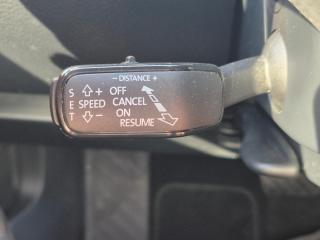 - DISTANCE +
S + OFF
E SPEED CANCEL
T - ON
RESUME